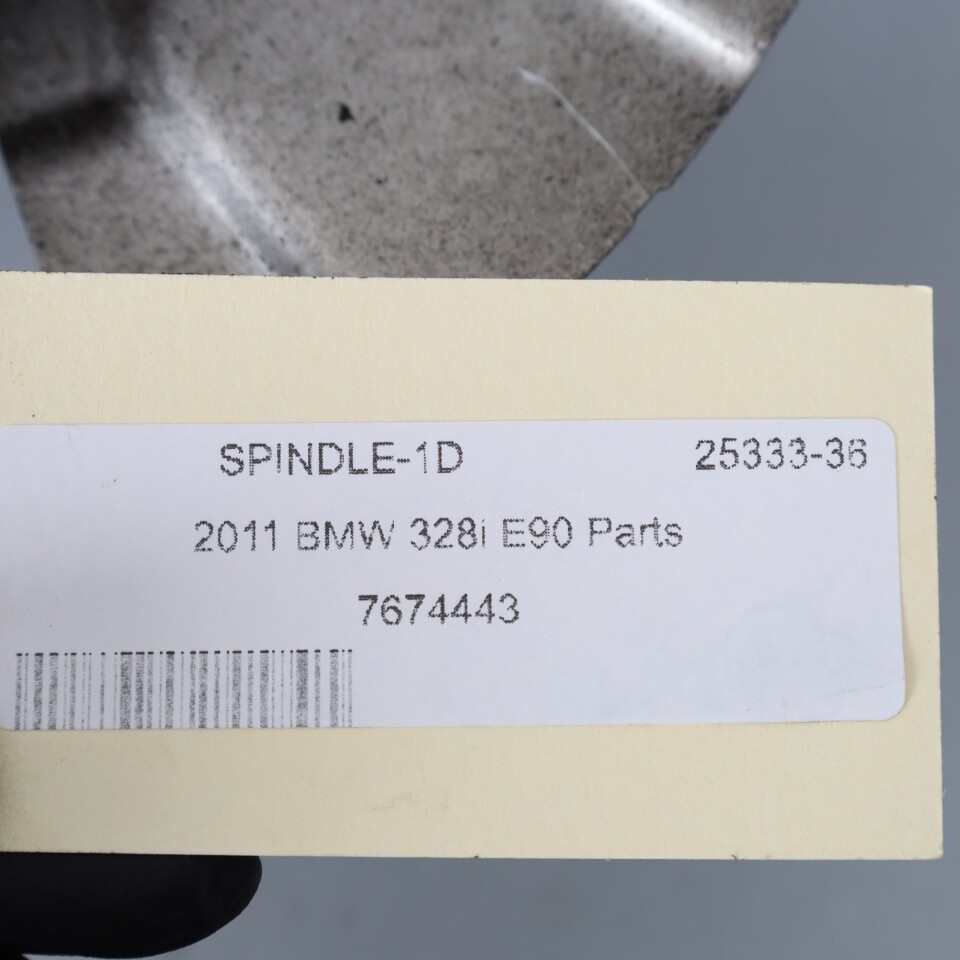 SPINDLE-1D 25333-36
2011 BMW 328i E90 Parts
7674443